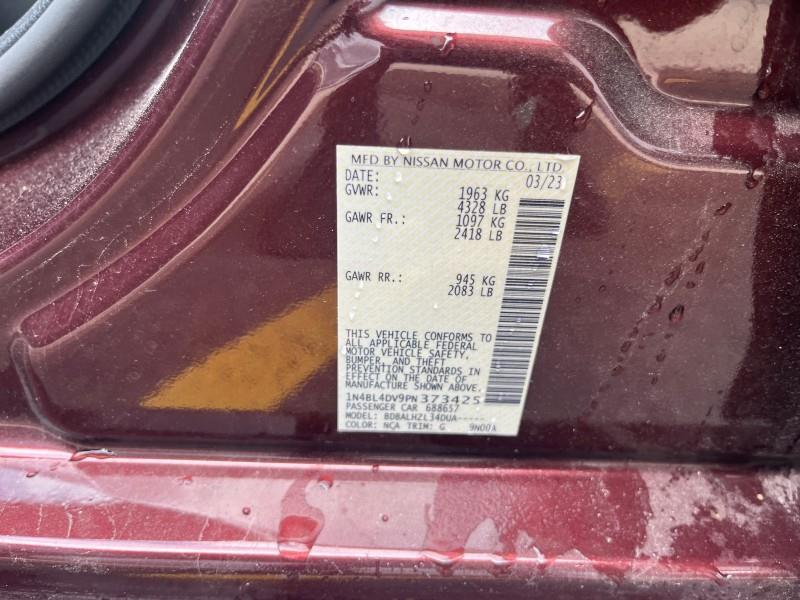 MFD BY NISSAN MOTOR CO., LTD
DATE: 03/23
GVWR: 1963 KG
4328 LB
GAWR FR.: 1097 KG
2418 LB
GAWR RR.: 945 KG
2083 LB
THIS VEHICLE CONFORMS TO
ALL APPLICABLE FEDERAL
MOTOR VEHICLE SAFETY,
BUMPER, AND THEFT
PREVENTION STANDARDS IN
EFFECT ON THE DATE OF
MANUFACTURE SHOWN ABOVE.
1N4BL4DV9PN373425
PASSENGER CAR 688657
MODEL: BDBALHZL34DUA-----
COLOR: NCA TRIM: G 9N00A